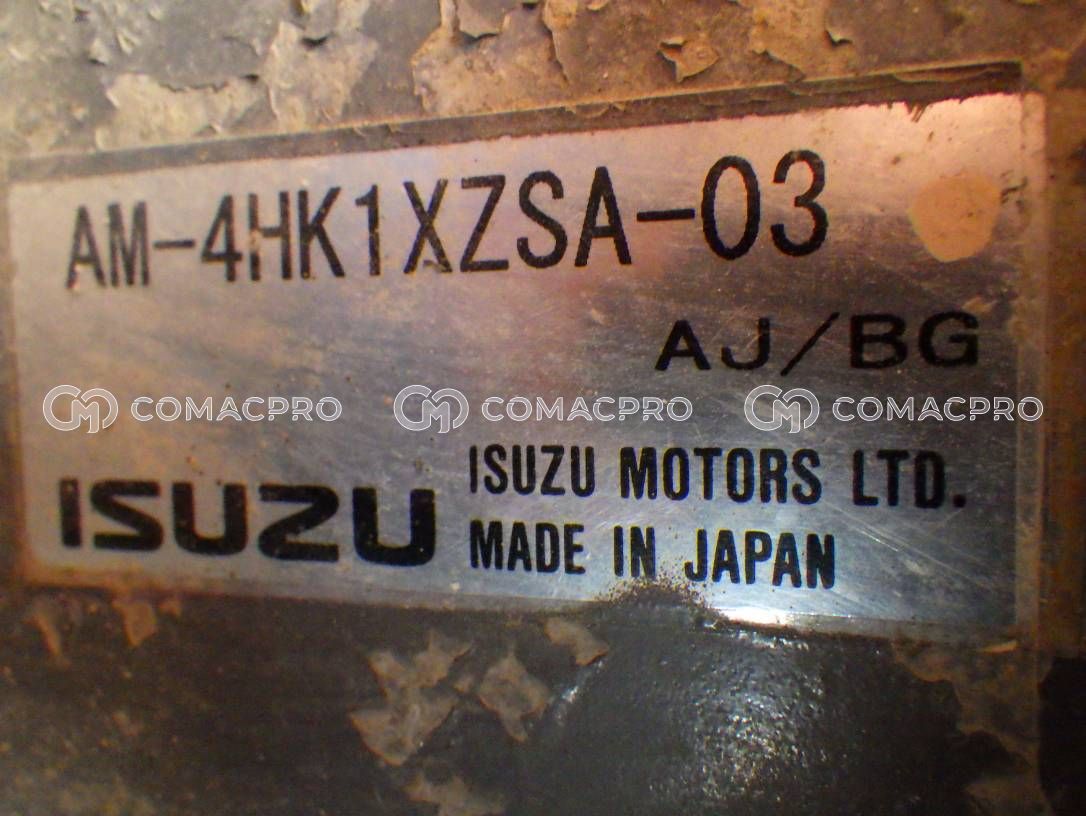 AM-4HK1XZSA-03
AJ/BG
COMACPRO COMACPRO COMACPRO
ISUZU
ISUZU MOTORS LTD.
MADE IN JAPAN